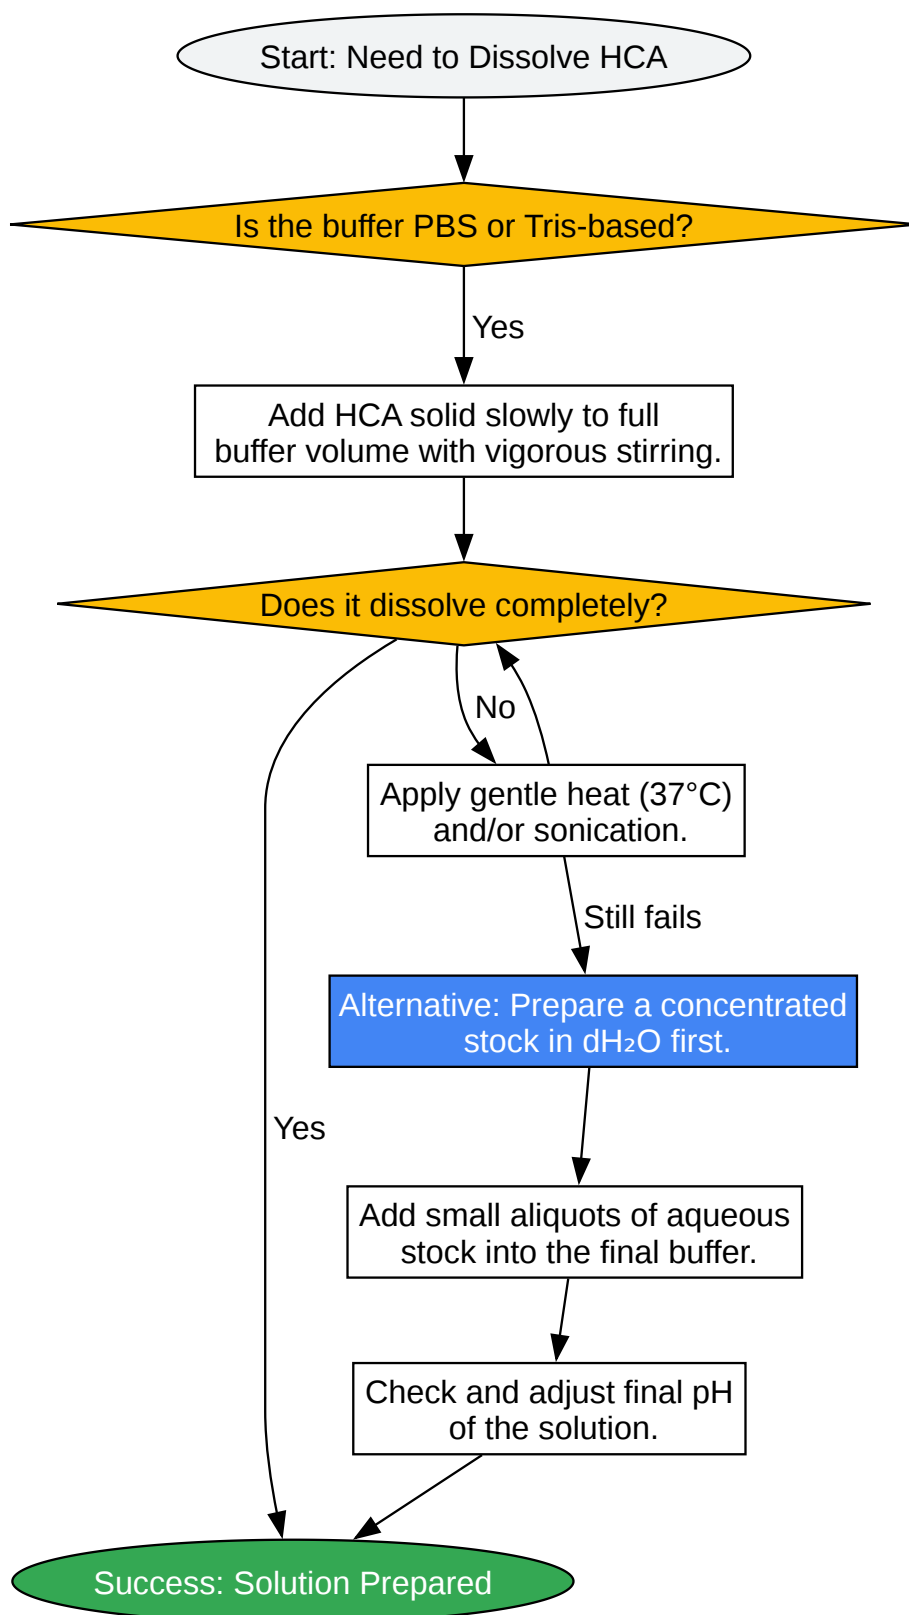 Start: Need to Dissolve HCA
Is the buffer PBS or Tris-based?
Yes
Add HCA solid slowly to full
buffer volume with vigorous stirring.
Does it dissolve completely?
No
Apply gentle heat (37°C)
and/or sonication.
Still fails
Alternative: Prepare a concentrated
stock in dH₂O first.
Yes
Add small aliquots of aqueous
stock into the final buffer.
Check and adjust final pH
of the solution.
Success: Solution Prepared